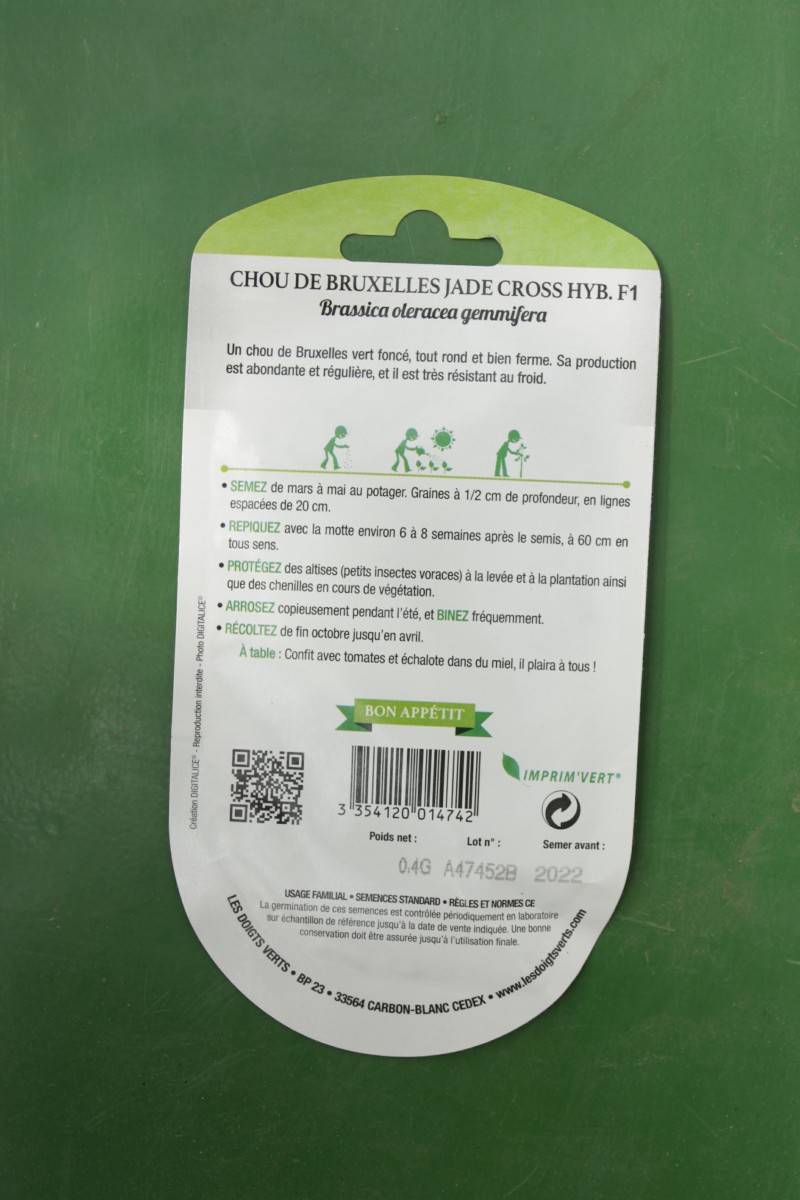 CHOU DE BRUXELLES JADE CROSS HYB. F1
Brassica oleracea gemmifera
Un chou de Bruxelles vert foncé, tout rond et bien ferme. Sa production
est abondante et régulière, et il est très résistant au froid.
• SEMEZ de mars à mai au potager. Graines à 1/2 cm de profondeur, en lignes
espacées de 20 cm.
• REPIQUEZ avec la motte environ 6 à 8 semaines après le semis, à 60 cm en
tous sens.
• PROTÉGEZ des altises (petits insectes voraces) à la levée et à la plantation ainsi
que des chenilles en cours de végétation.
• ARROSEZ copieusement pendant l'été, et BINEZ fréquemment.
• RÉCOLTEZ de fin octobre jusqu'en avril.
À table : Confit avec tomates et échalote dans du miel, il plaira à tous !
Création DIGITALICE® - Reproduction interdite - Photo DIGITALICE®
BON APPÉTIT
IMPRIM'VERT®
3 354120 014742
Poids net : Lot n° : Semer avant :
0.4G A47452B 2022
USAGE FAMILIAL • SEMENCES STANDARD • RÈGLES ET NORMES CE
La germination de ces semences est contrôlée périodiquement en laboratoire
sur échantillon de référence jusqu'à la date de vente indiquée. Une bonne
conservation doit être assurée jusqu'à l'utilisation finale.
LES DOIGTS VERTS • BP 23 • 33564 CARBON-BLANC CEDEX • www.lesdoigtsverts.com